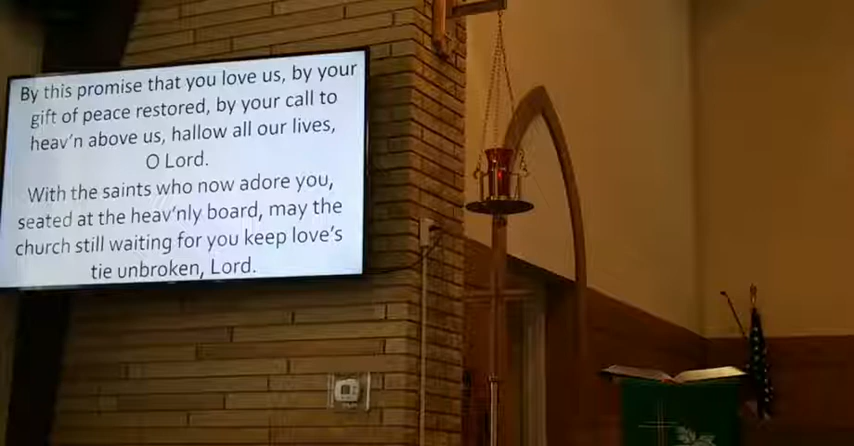 By this promise that you love us, by your
gift of peace restored, by your call to
heav'n above us, hallow all our lives,
O Lord.
With the saints who now adore you,
seated at the heav'nly board, may the
church still waiting for you keep love's
tie unbroken, Lord.